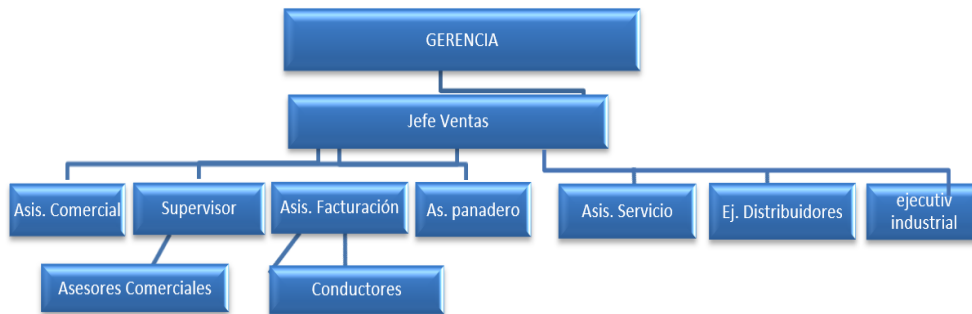 GERENCIA
Jefe Ventas
Asis. Comercial
Supervisor
Asis. Facturación
As. panadero
Asis. Servicio
Ej. Distribuidores
ejecutiv
industrial
Asesores Comerciales
Conductores